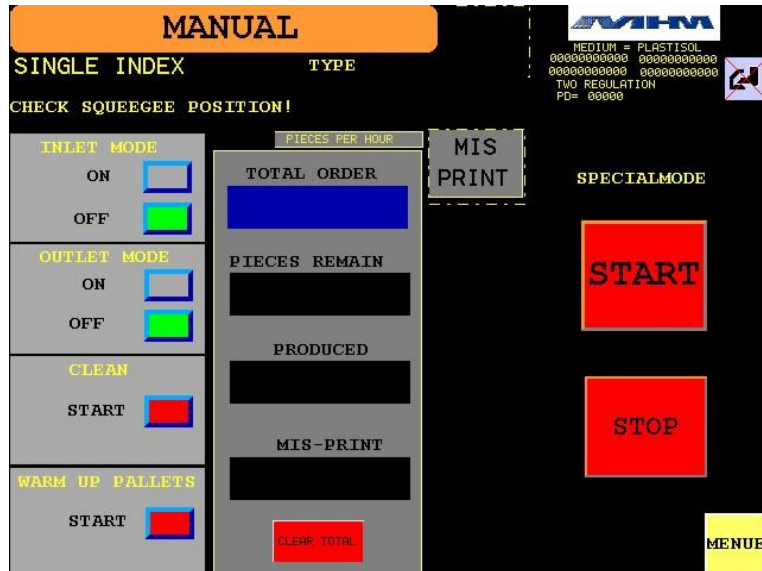 MANUAL
MHM
SINGLE INDEX
TYPE
MEDIUM = PLASTISOL
00000000000 00000000000
00000000000 00000000000
TWO REGULATION
PD= 00000
CHECK SQUEEGEE POSITION!
INLET MODE
ON
OFF
OUTLET MODE
ON
OFF
CLEAN
START
WARM UP PALLETS
START
PIECES PER HOUR
TOTAL ORDER
PIECES REMAIN
PRODUCED
MIS-PRINT
CLEAR TOTAL
MIS
PRINT
SPECIALMODE
START
STOP
MENUE